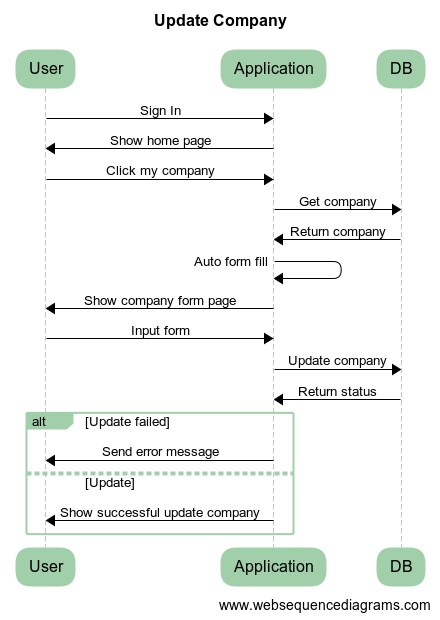 Update Company
User Application DB
Sign In
Show home page
Click my company
Get company
Return company
Auto form fill
Show company form page
Input form
Update company
Return status
alt [Update failed]
Send error message
[Update]
Show successful update company
User Application DB
www.websequencediagrams.com